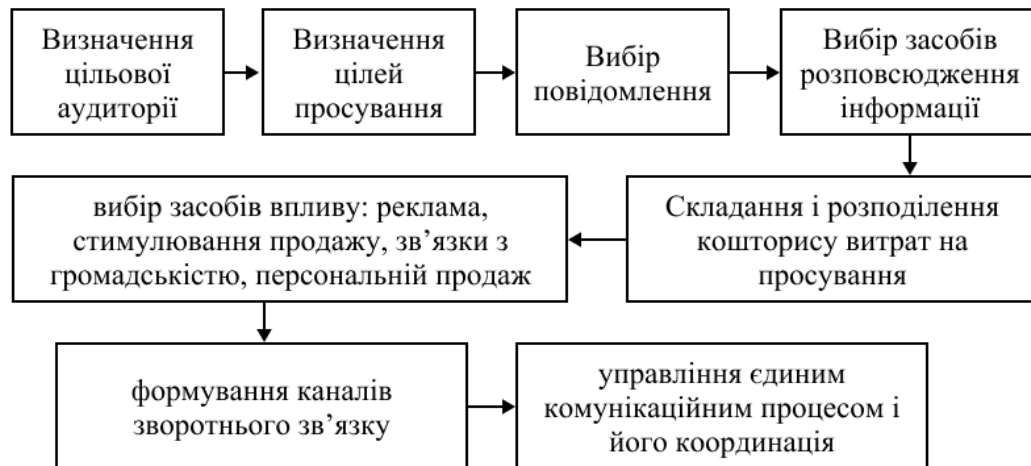 Визначення
цільової
аудиторії
Визначення
цілей
просування
Вибір
повідомлення
Вибір засобів
розповсюдження
інформації
Складання і розподілення
кошторису витрат на
просування
вибір засобів впливу: реклама,
стимулювання продажу, зв’язки з
громадськістю, персональній продаж
формування каналів
зворотнього зв’язку
управління єдиним
комунікаційним процесом і
його координація